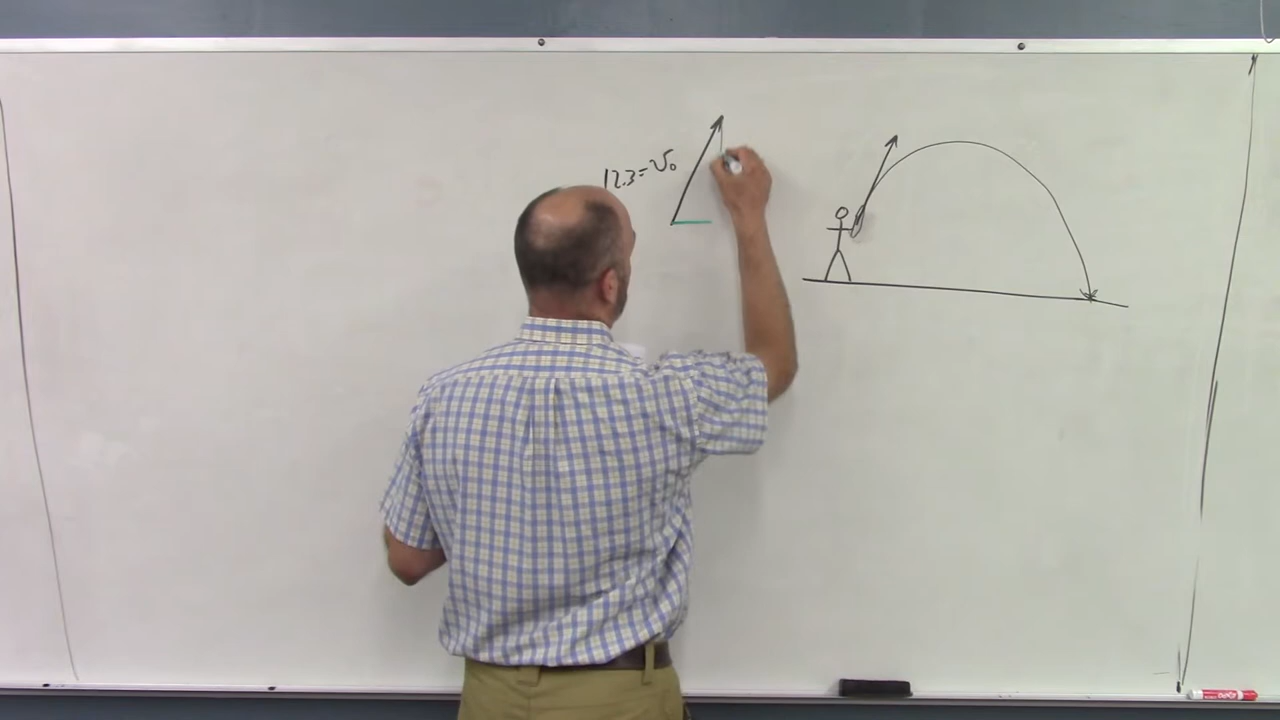 12.3 = v₀